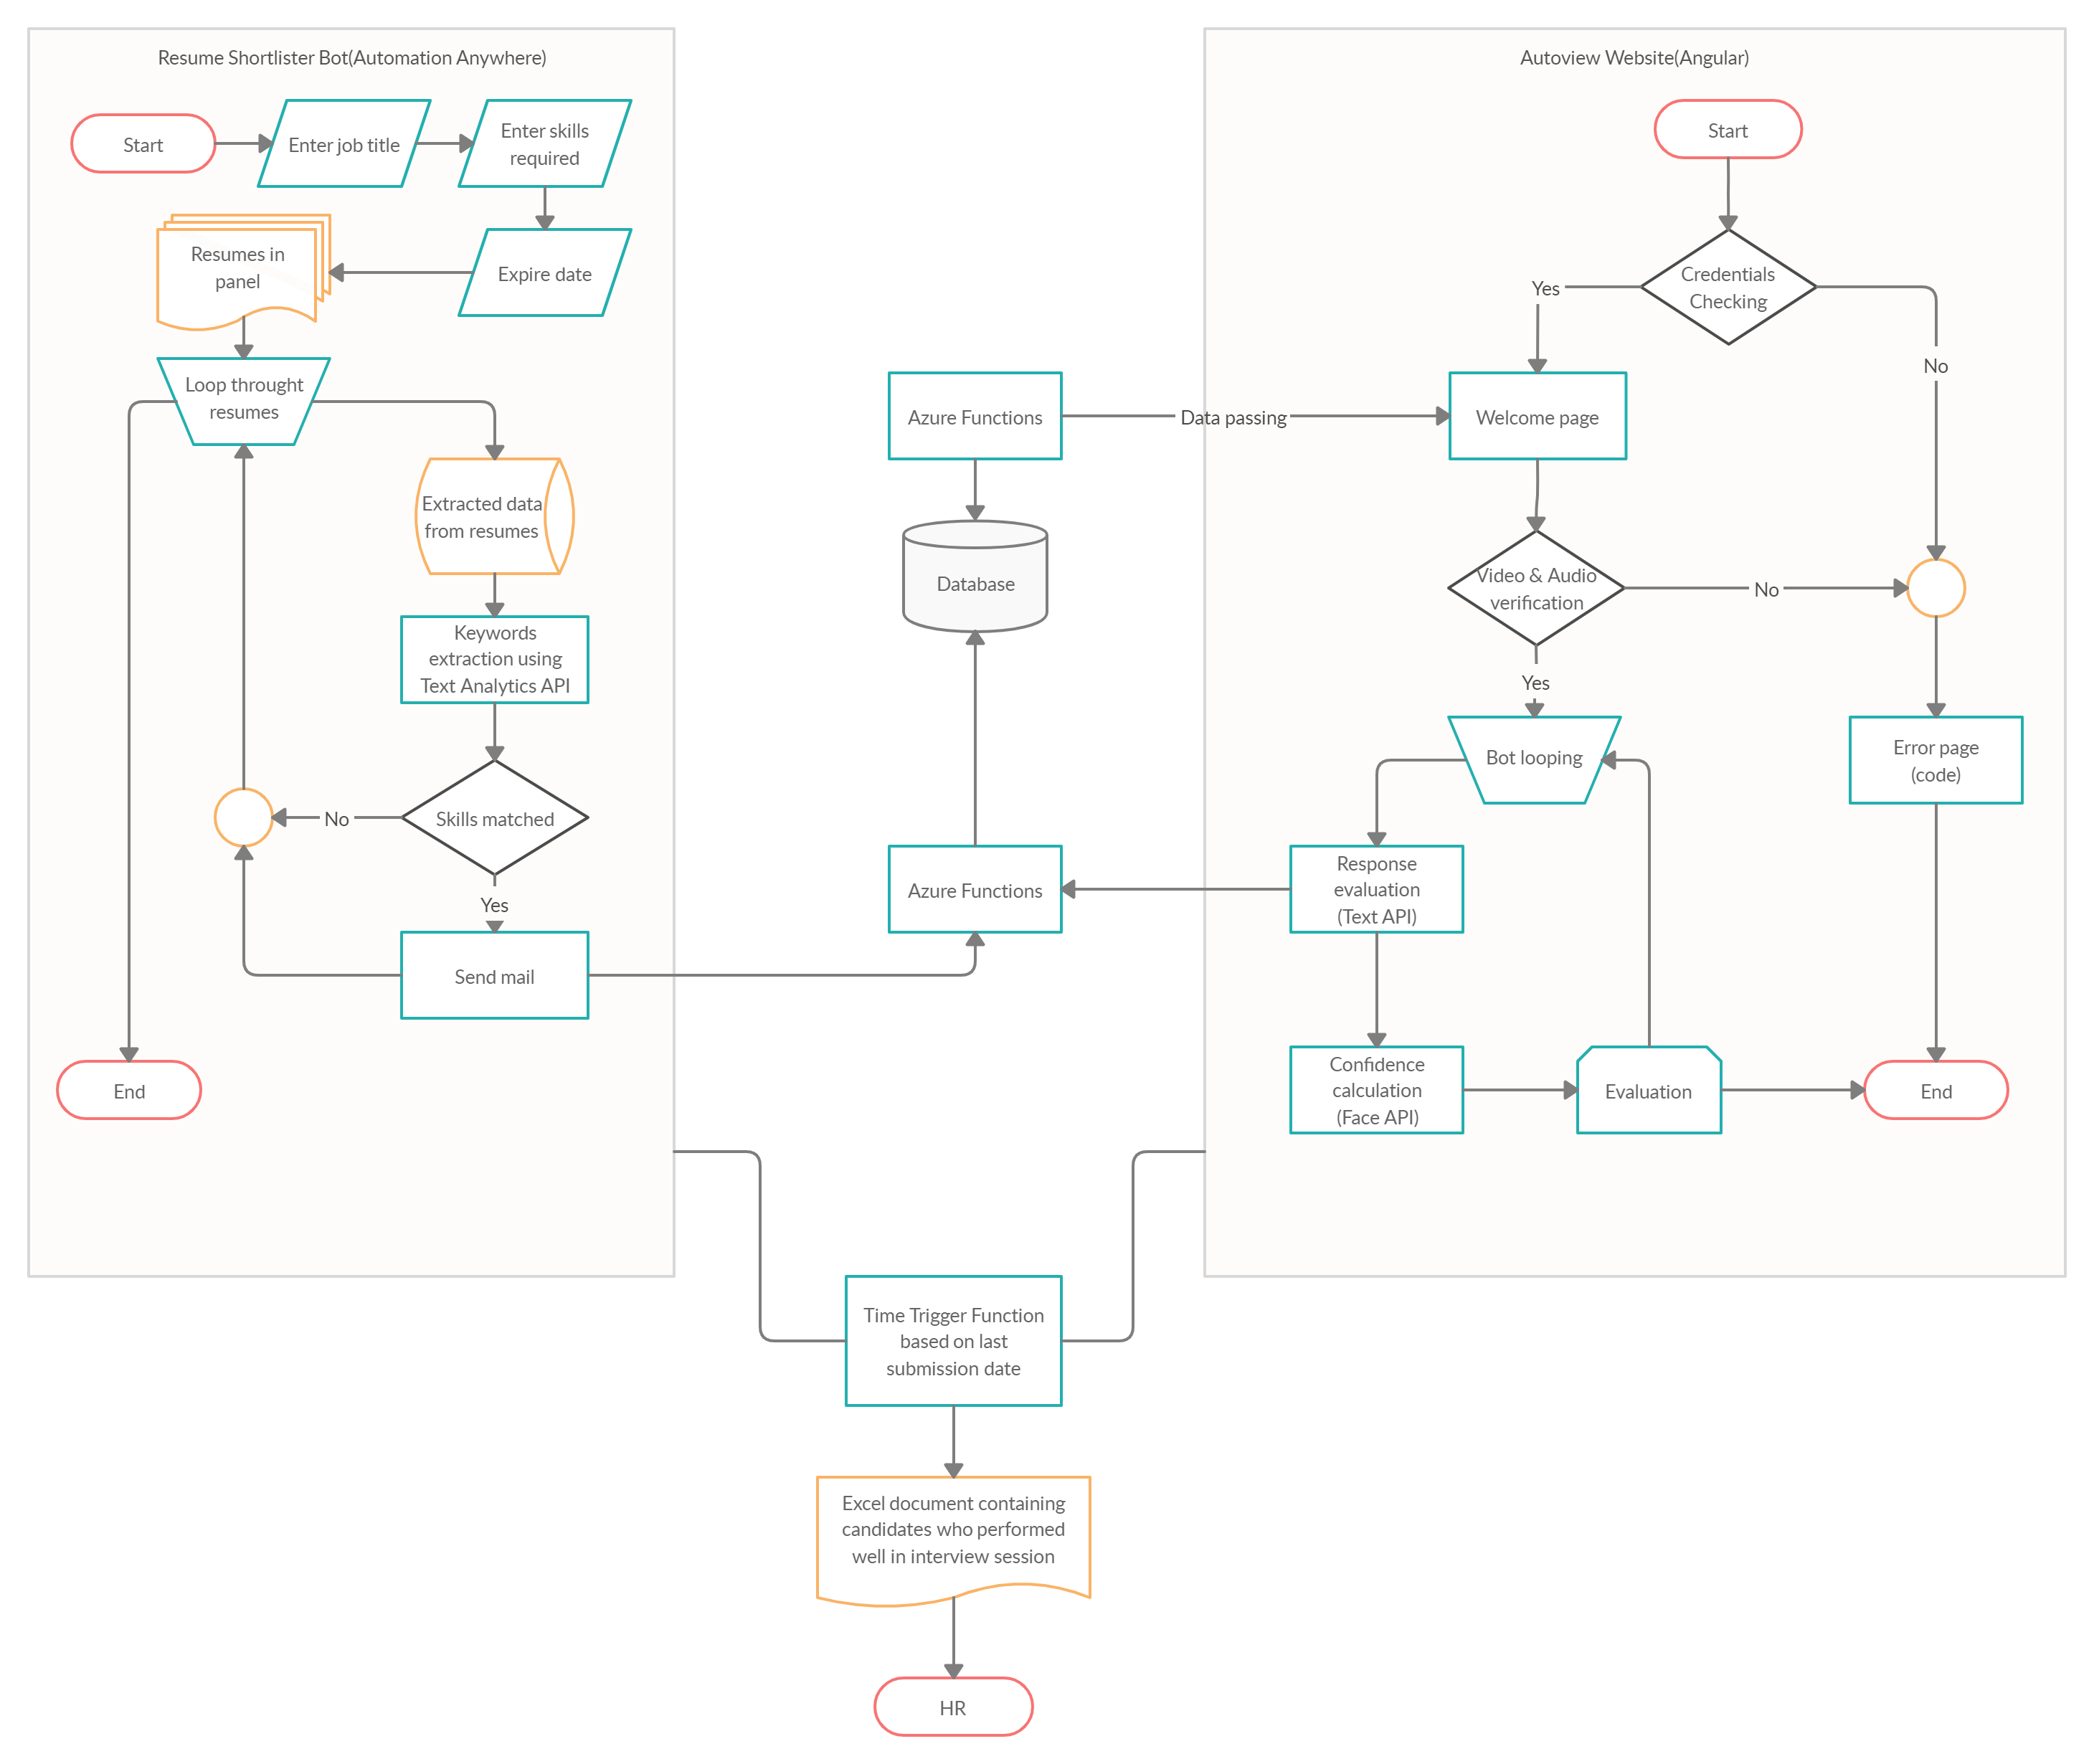 Resume Shortlister Bot(Automation Anywhere)
Start
Enter job title
Enter skills
required
Expire date
Resumes in
panel
Loop throught
resumes
Extracted data
from resumes
Keywords
extraction using
Text Analytics API
Skills matched
No
Yes
Send mail
End
Azure Functions
Data passing
Database
Azure Functions
Autoview Website(Angular)
Start
Credentials
Checking
Yes
No
Welcome page
Video & Audio
verification
No
Yes
Bot looping
Error page
(code)
Response
evaluation
(Text API)
Confidence
calculation
(Face API)
Evaluation
End
Time Trigger Function
based on last
submission date
Excel document containing
candidates who performed
well in interview session
HR